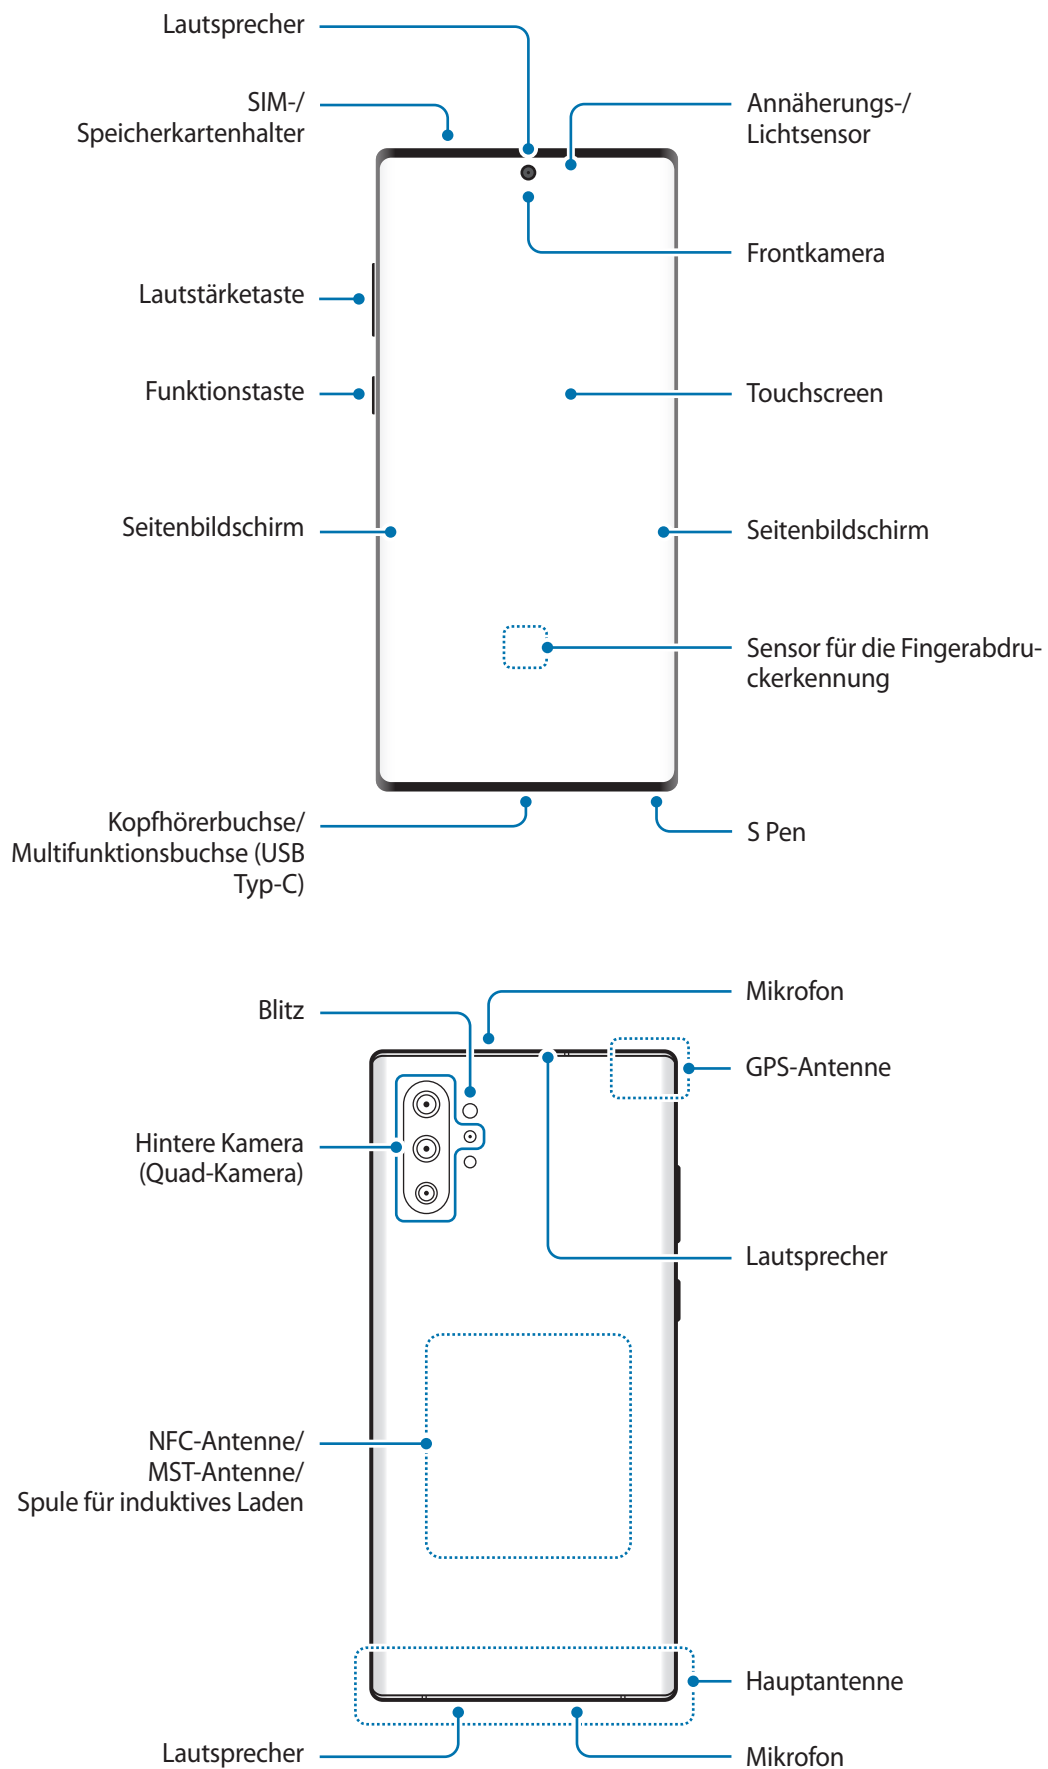 Lautsprecher
SIM-/
Speicherkartenhalter
Annäherungs-/
Lichtsensor
Frontkamera
Lautstärketaste
Funktionstaste
Touchscreen
Seitenbildschirm
Seitenbildschirm
Sensor für die Fingerabdru-
ckerkennung
Kopfhörerbuchse/
Multifunktionsbuchse (USB
Typ-C)
S Pen
Mikrofon
Blitz
GPS-Antenne
Hintere Kamera
(Quad-Kamera)
Lautsprecher
NFC-Antenne/
MST-Antenne/
Spule für induktives Laden
Hauptantenne
Lautsprecher
Mikrofon